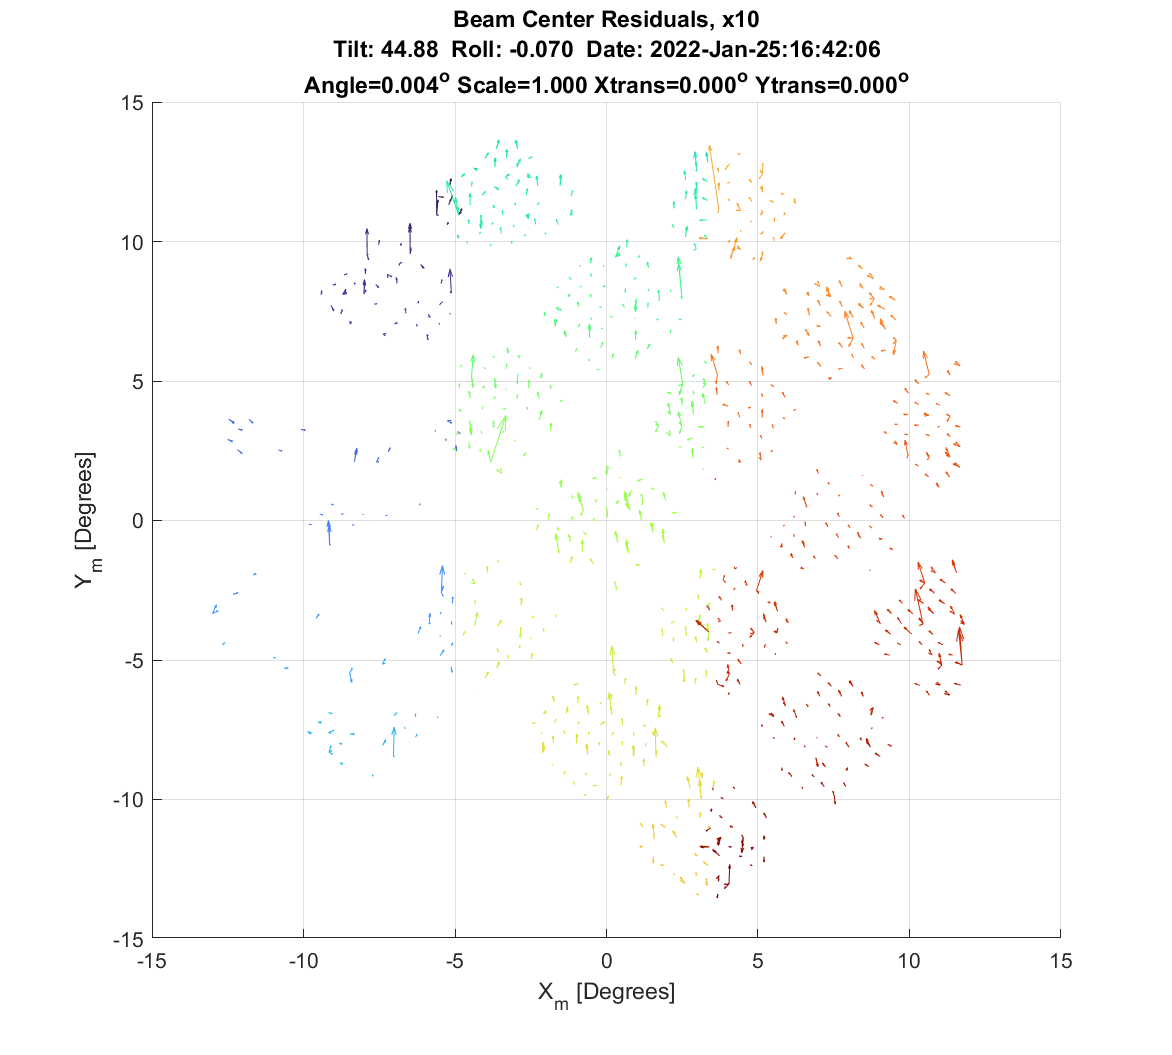 Beam Center Residuals, x10
Tilt: 44.88 Roll: -0.070 Date: 2022-Jan-25:16:42:06
Angle=0.004° Scale=1.000 Xtrans=0.000° Ytrans=0.000°
15
10
5
0
-5
-10
-15
Y_m [Degrees]
-15 -10 -5 0 5 10 15
X_m [Degrees]